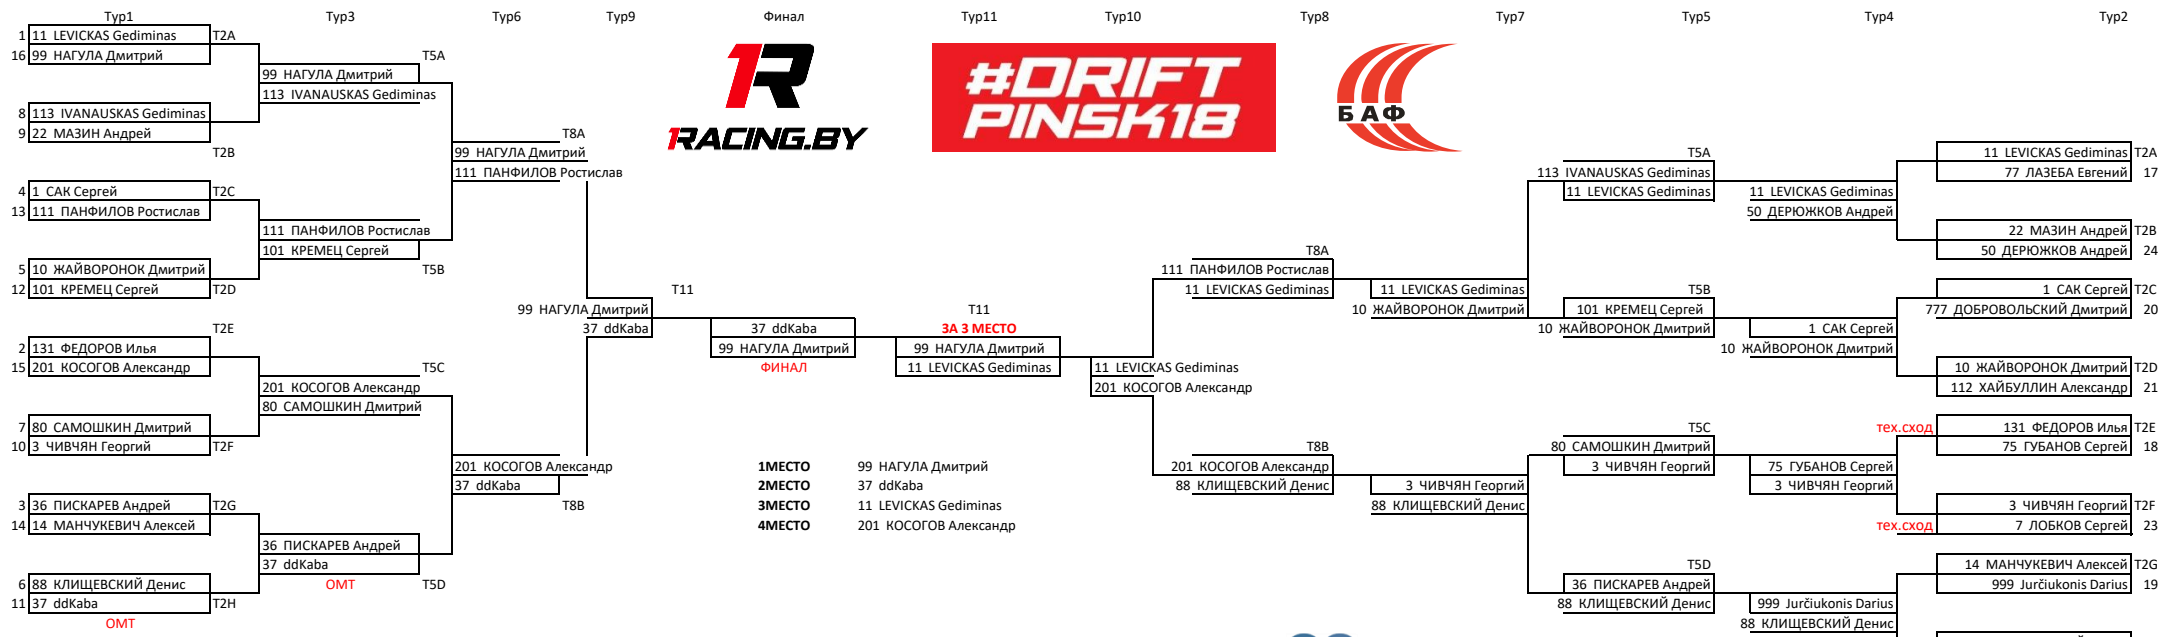 Тур1 Тур3 Тур6 Тур9 Финал Тур11 Тур10 Тур8 Тур7 Тур5 Тур4 Тур2
1 11 LEVICKAS Gediminas T2A
16 99 НАГУЛА Дмитрий T5A
99 НАГУЛА Дмитрий
113 IVANAUSKAS Gediminas
8 113 IVANAUSKAS Gediminas
9 22 МАЗИН Андрей
T2B
T8A
99 НАГУЛА Дмитрий
111 ПАНФИЛОВ Ростислав
4 1 САК Сергей T2C
13 111 ПАНФИЛОВ Ростислав
111 ПАНФИЛОВ Ростислав
101 КРЕМЕЦ Сергей
5 10 ЖАЙВОРОНОК Дмитрий T5B
12 101 КРЕМЕ�ц Сергей T2D
99 НАГУЛА Дмитрий T11
37 ddKaba
T2E
2 131 ФЕДОРОВ Илья
15 201 КОСОГОВ Александр T5C
201 КОСОГОВ Александр
80 САМОШКИН Дмитрий
7 80 САМОШКИН Дмитрий
10 3 ЧИВЧЯН Георгий T2F
201 КОСОГОВ Александр
37 ddKaba
T8B
3 36 ПИСКАРЕВ Андрей T2G
14 14 МАНЧУКЕВИЧ Алексей
36 ПИСКАРЕВ Андрей
37 ddKaba
ОМТ T5D
6 88 КЛИЩЕВСКИЙ Денис
11 37 ddKaba T2H
ОМТ
1R
1RACING.BY
#DRIFT
PINSK18
БАФ
37 ddKaba
99 НАГУЛА Дмитрий
ФИНАЛ
T11
ЗА 3 МЕСТО
99 НАГУЛА Дмитрий
11 LEVICKAS Gediminas
11 LEVICKAS Gediminas
201 КОСОГОВ Александр
1МЕСТО 99 НАГУЛА Дмитрий
2МЕСТО 37 ddKaba
3МЕСТО 11 LEVICKAS Gediminas
4МЕСТО 201 КОСОГОВ Александр
T8A
111 ПАНФИЛОВ Ростислав
11 LEVICKAS Gediminas
T8B
201 КОСОГОВ Александр
88 КЛИЩЕВСКИЙ Денис
11 LEVICKAS Gediminas
10 ЖАЙВОРОНОК Дмитрий
3 ЧИВЧЯН Георгий
88 КЛИЩЕВСКИЙ Денис
T5A
113 IVANAUSKAS Gediminas
11 LEVICKAS Gediminas
T5B
101 КРЕМЕЦ Сергей
10 ЖАЙВОРОНОК Дмитрий
T5C
80 САМОШКИН Дмитрий
3 ЧИВЧЯН Георгий
T5D
36 ПИСКАРЕВ Андрей
88 КЛИЩЕВСКИЙ Денис
11 LEVICKAS Gediminas
50 ДЕРЮЖКОВ Андрей
1 САК Сергей
10 ЖАЙВОРОНОК Дмитрий
75 ГУБАНОВ Сергей
3 ЧИВЧЯН Георгий
999 Jurčiukonis Darius
88 КЛИЩЕВСКИЙ Денис
11 LEVICKAS Gediminas T2A
77 ЛАЗЕБА Евгений 17
22 МАЗИН Андрей T2B
50 ДЕРЮЖКОВ Андрей 24
1 САК Сергей T2C
777 ДОБРОВОЛЬСКИЙ Дмитрий 20
10 ЖАЙВОРОНОК Дмитрий T2D
112 ХАЙБУЛЛИН Александр 21
тех.сход 131 ФЕДОРОВ Илья T2E
75 ГУБАНОВ Сергей 18
3 ЧИВЧЯН Георгий T2F
тех.сход 7 ЛОБКОВ Сергей 23
14 МАНЧУКЕВИЧ Алексей T2G
999 Jurčiukonis Darius 19